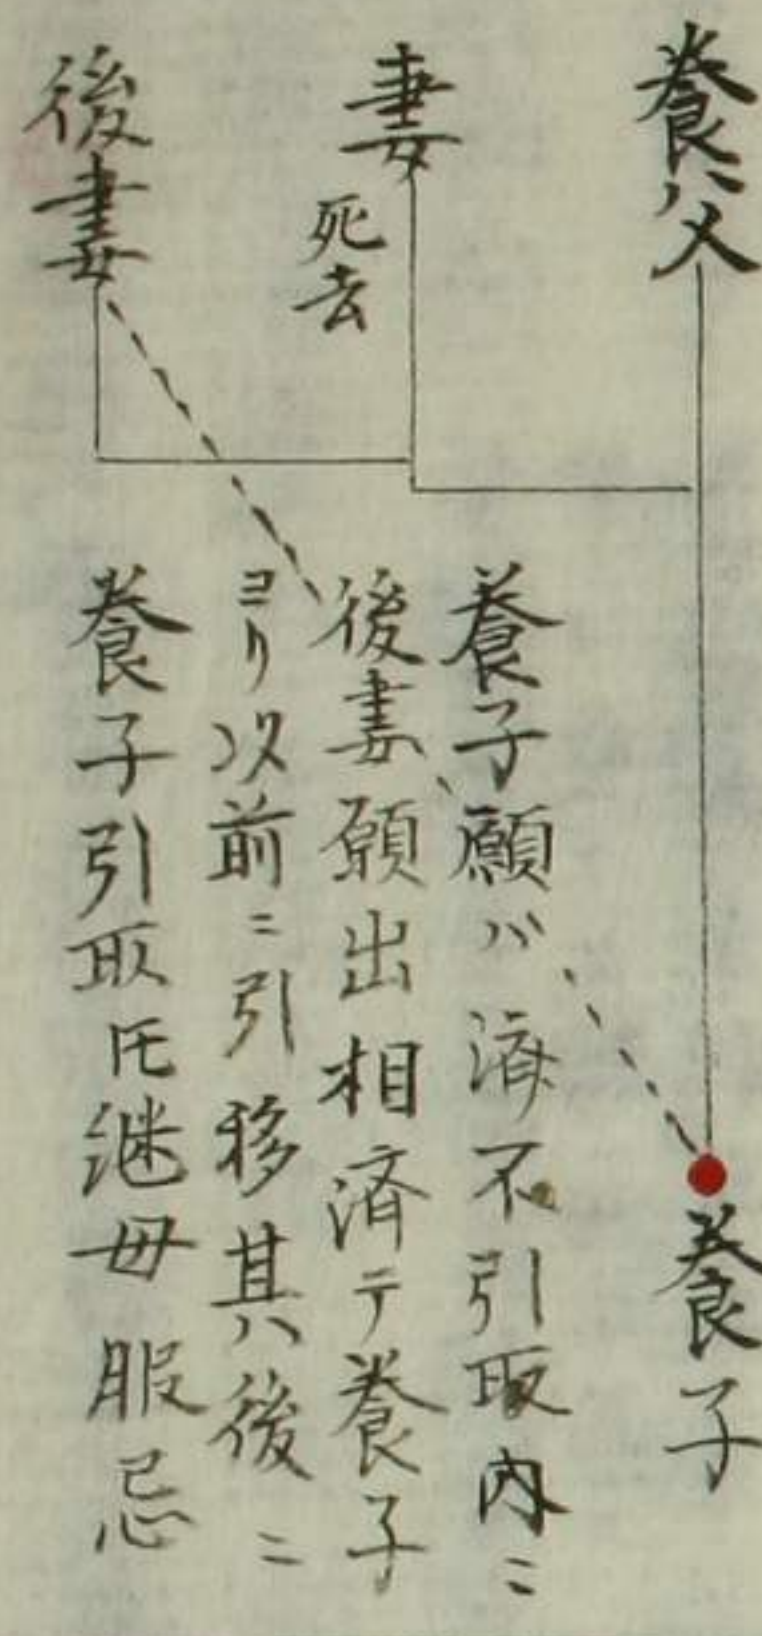 養父
養子
妻
死去
後妻
養子願ハ済不引取内ニ
後妻願出相済テ養子
ヨリ以前ニ引移其後ニ
養子引取𪜈継母服忌